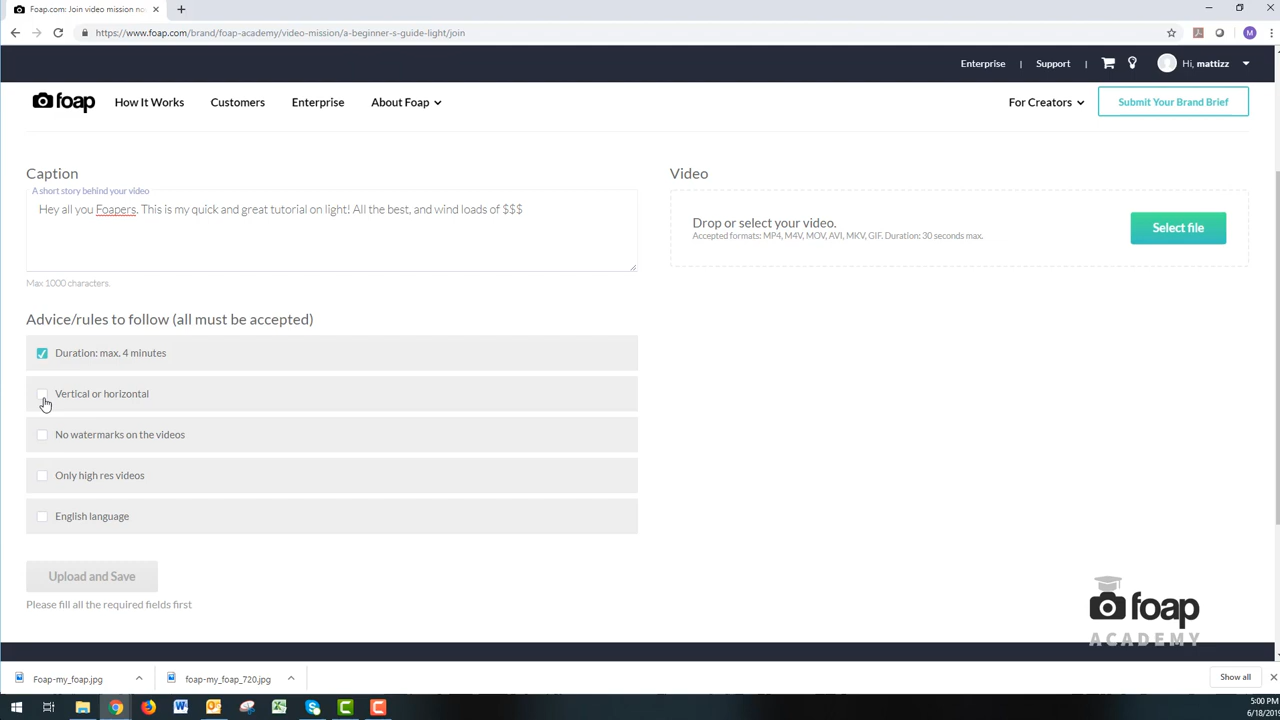 Foap.com: Join video mission no
https://www.foap.com/brand/foap-academy/video-mission/a-beginner-s-guide-light/join
M
Enterprise | Support | Hi, mattizz
foap How It Works Customers Enterprise About Foap For Creators Submit Your Brand Brief
Caption
A short story behind your video
Hey all you Foapers. This is my quick and great tutorial on light! All the best, and wind loads of $$$
Max 1000 characters.
Video
Drop or select your video.
Accepted formats: MP4, M4V, MOV, AVI, MKV, GIF. Duration: 30 seconds max.
Select file
Advice/rules to follow (all must be accepted)
Duration: max. 4 minutes
Vertical or horizontal
No watermarks on the videos
Only high res videos
English language
Upload and Save
Please fill all the required fields first
foap
ACADEMY
Foap-my_foap.jpg
foap-my_foap_720.jpg
Show all
5:00 PM